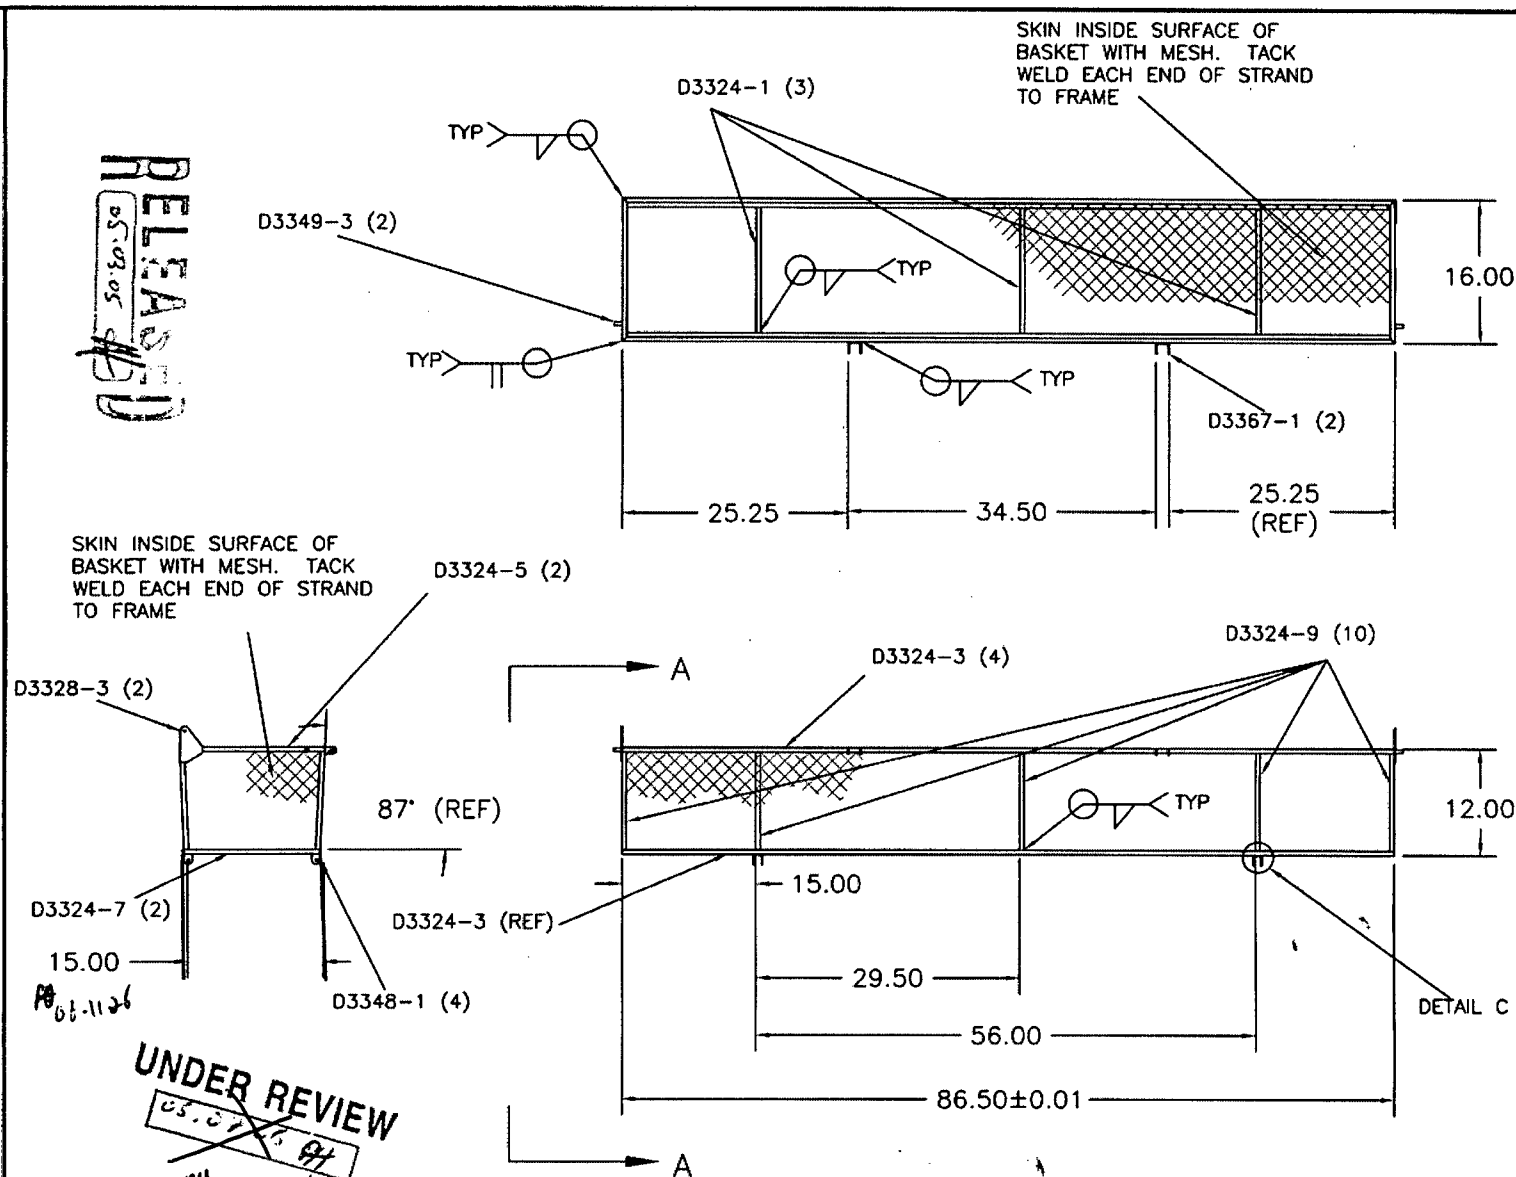 SKIN INSIDE SURFACE OF
BASKET WITH MESH. TACK
WELD EACH END OF STRAND
TO FRAME
D3324-1 (3)
TYP
RELEASED
05.03.05
D3349-3 (2)
TYP
16.00
TYP
TYP
D3367-1 (2)
25.25
34.50
25.25
(REF)
SKIN INSIDE SURFACE OF
BASKET WITH MESH. TACK
WELD EACH END OF STRAND
TO FRAME
D3324-5 (2)
D3324-9 (10)
A
D3324-3 (4)
D3328-3 (2)
87° (REF)
TYP
12.00
15.00
D3324-7 (2)
D3324-3 (REF)
15.00
29.50
D3348-1 (4)
DETAIL C
56.00
UNDER REVIEW
86.50±0.01
A